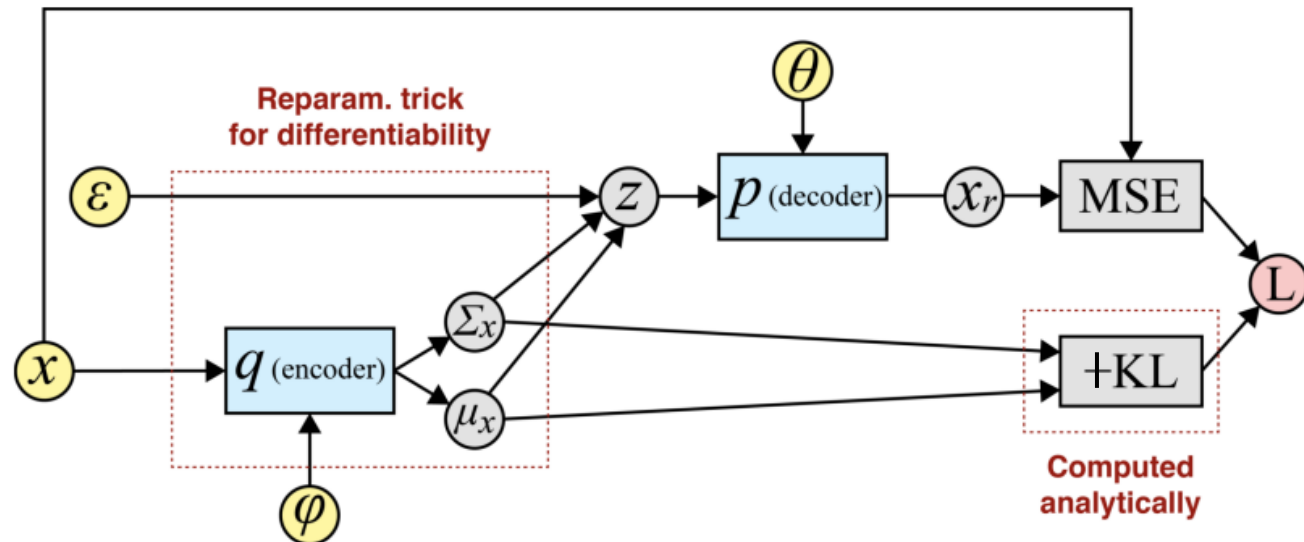 θ
Reparam. trick
for differentiability
ε
z
p (decoder)
x_r
MSE
L
Σ_x
x
q (encoder)
+KL
μ_x
Computed
analytically
φ